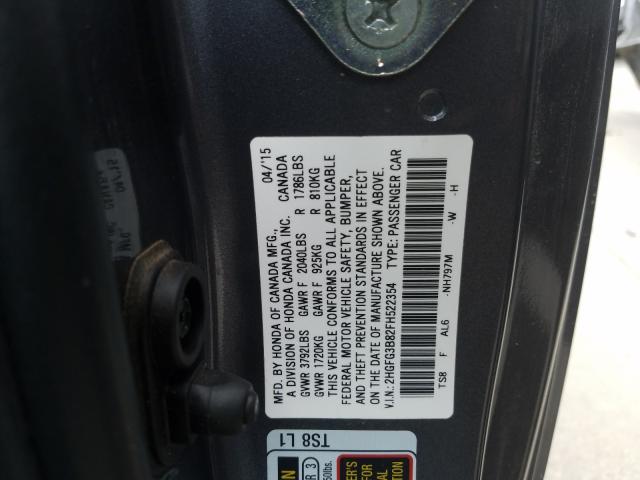 MFD. BY HONDA OF CANADA MFG., 04/'15
A DIVISION OF HONDA CANADA INC. CANADA
GVWR 3792LBS GAWR F 2040LBS R 1786LBS
GVWR 1720KG GAWR F 925KG R 810KG
THIS VEHICLE CONFORMS TO ALL APPLICABLE
FEDERAL MOTOR VEHICLE SAFETY, BUMPER,
AND THEFT PREVENTION STANDARDS IN EFFECT
ON THE DATE OF MANUFACTURE SHOWN ABOVE.
V.I.N.: 2HGFG3B82FH522354 TYPE: PASSENGER CAR
TS8 F AL6 -NH797M -W -H
TS8 L1
R 3
50lbs.
FOR